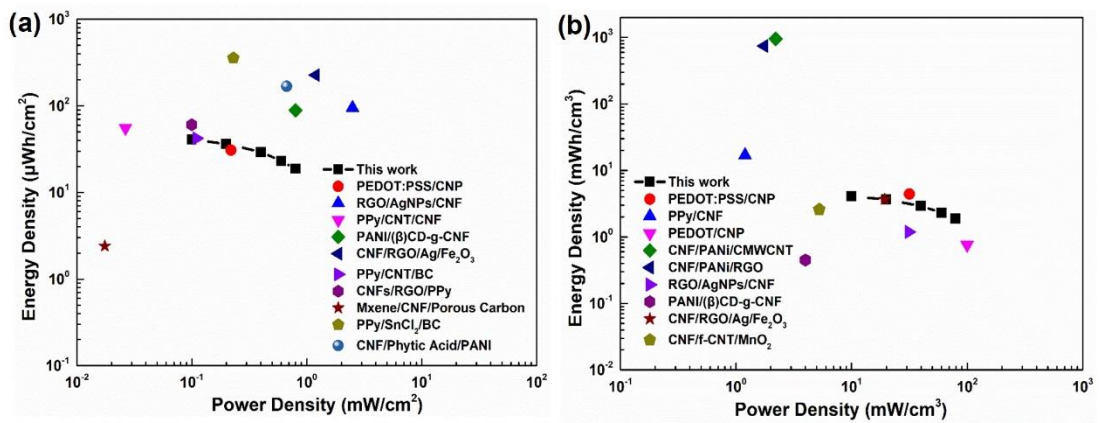 (a)
10³
10²
10¹
10⁰
10⁻¹
Energy Density (µWh/cm²)
10⁻²
10⁻¹
10⁰
10¹
10²
Power Density (mW/cm²)
This work
PEDOT:PSS/CNP
RGO/AgNPs/CNF
PPy/CNT/CNF
PANI/(β)CD-g-CNF
CNF/RGO/Ag/Fe₂O₃
PPy/CNT/BC
CNFs/RGO/PPy
Mxene/CNF/Porous Carbon
PPy/SnCl₂/BC
CNF/Phytic Acid/PANI
(b)
10³
10²
10¹
10⁰
10⁻¹
10⁻²
Energy Density (mWh/cm³)
10⁻¹
10⁰
10¹
10²
10³
Power Density (mW/cm³)
This work
PEDOT:PSS/CNP
PPy/CNF
PEDOT/CNP
CNF/PANi/CMWCNT
CNF/PANi/RGO
RGO/AgNPs/CNF
PANI/(β)CD-g-CNF
CNF/RGO/Ag/Fe₂O₃
CNF/f-CNT/MnO₂